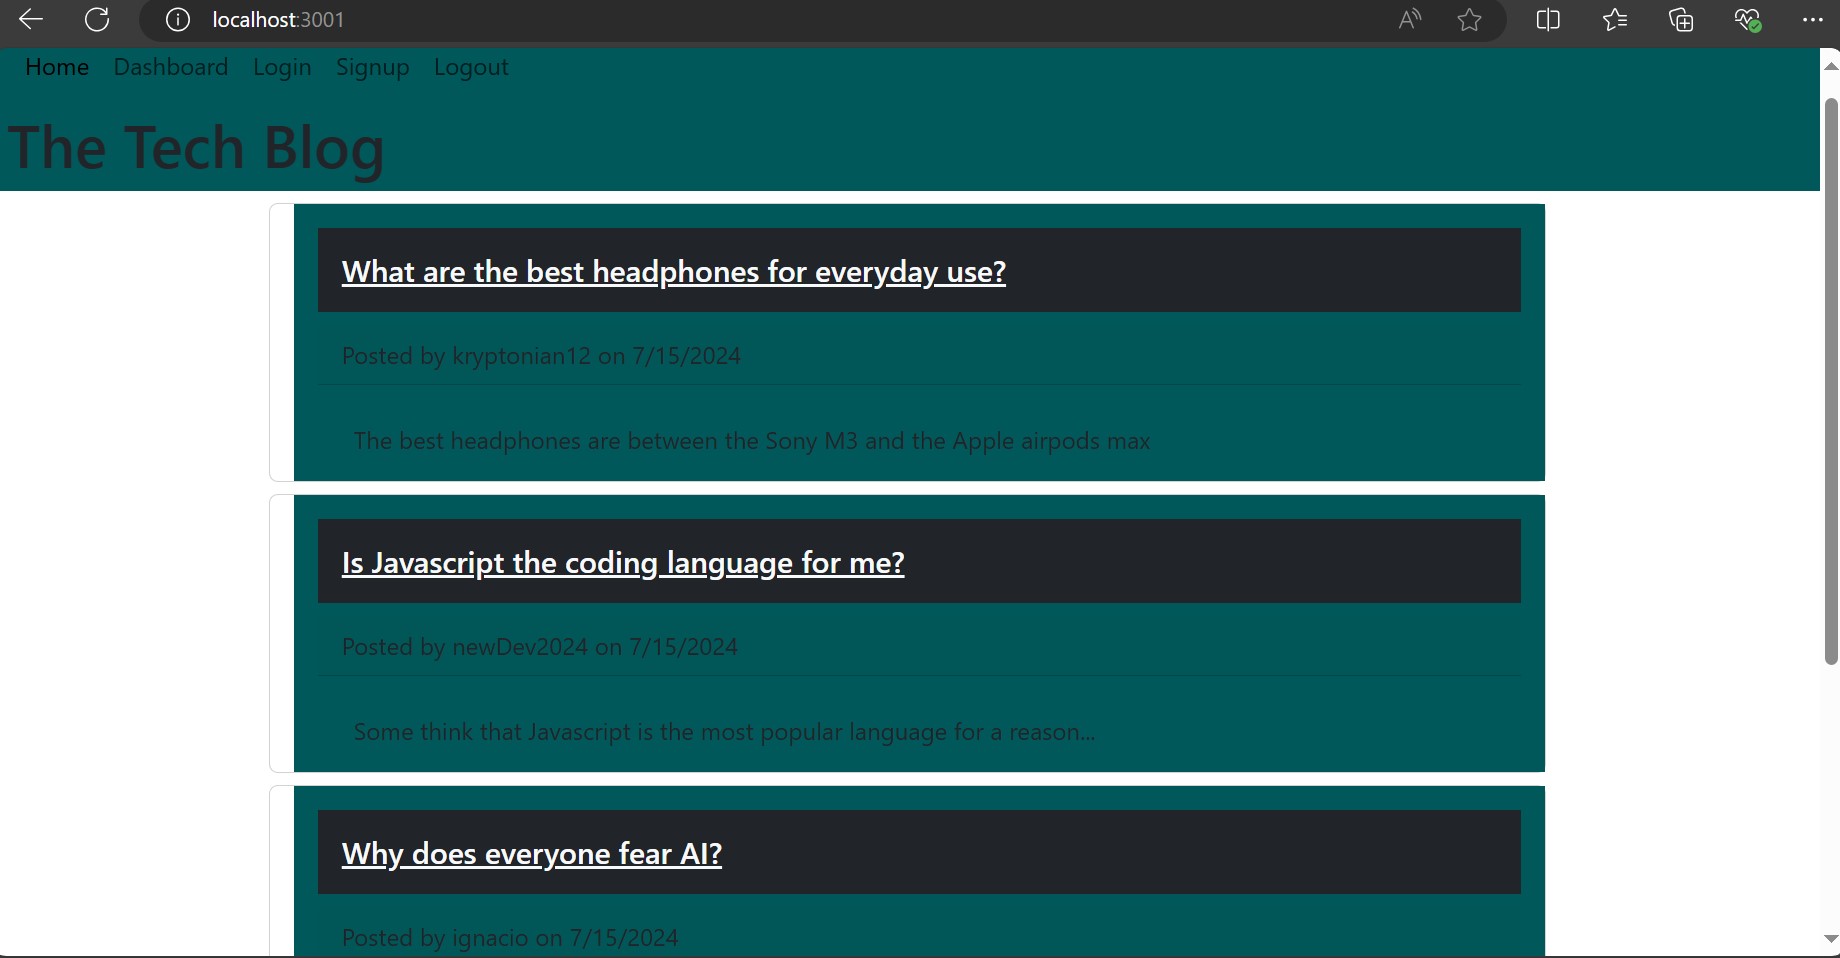 localhost:3001
Home Dashboard Login Signup Logout
The Tech Blog
What are the best headphones for everyday use?
Posted by kryptonian12 on 7/15/2024
The best headphones are between the Sony M3 and the Apple airpods max
Is Javascript the coding language for me?
Posted by newDev2024 on 7/15/2024
Some think that Javascript is the most popular language for a reason...
Why does everyone fear AI?
Posted by ignacio on 7/15/2024